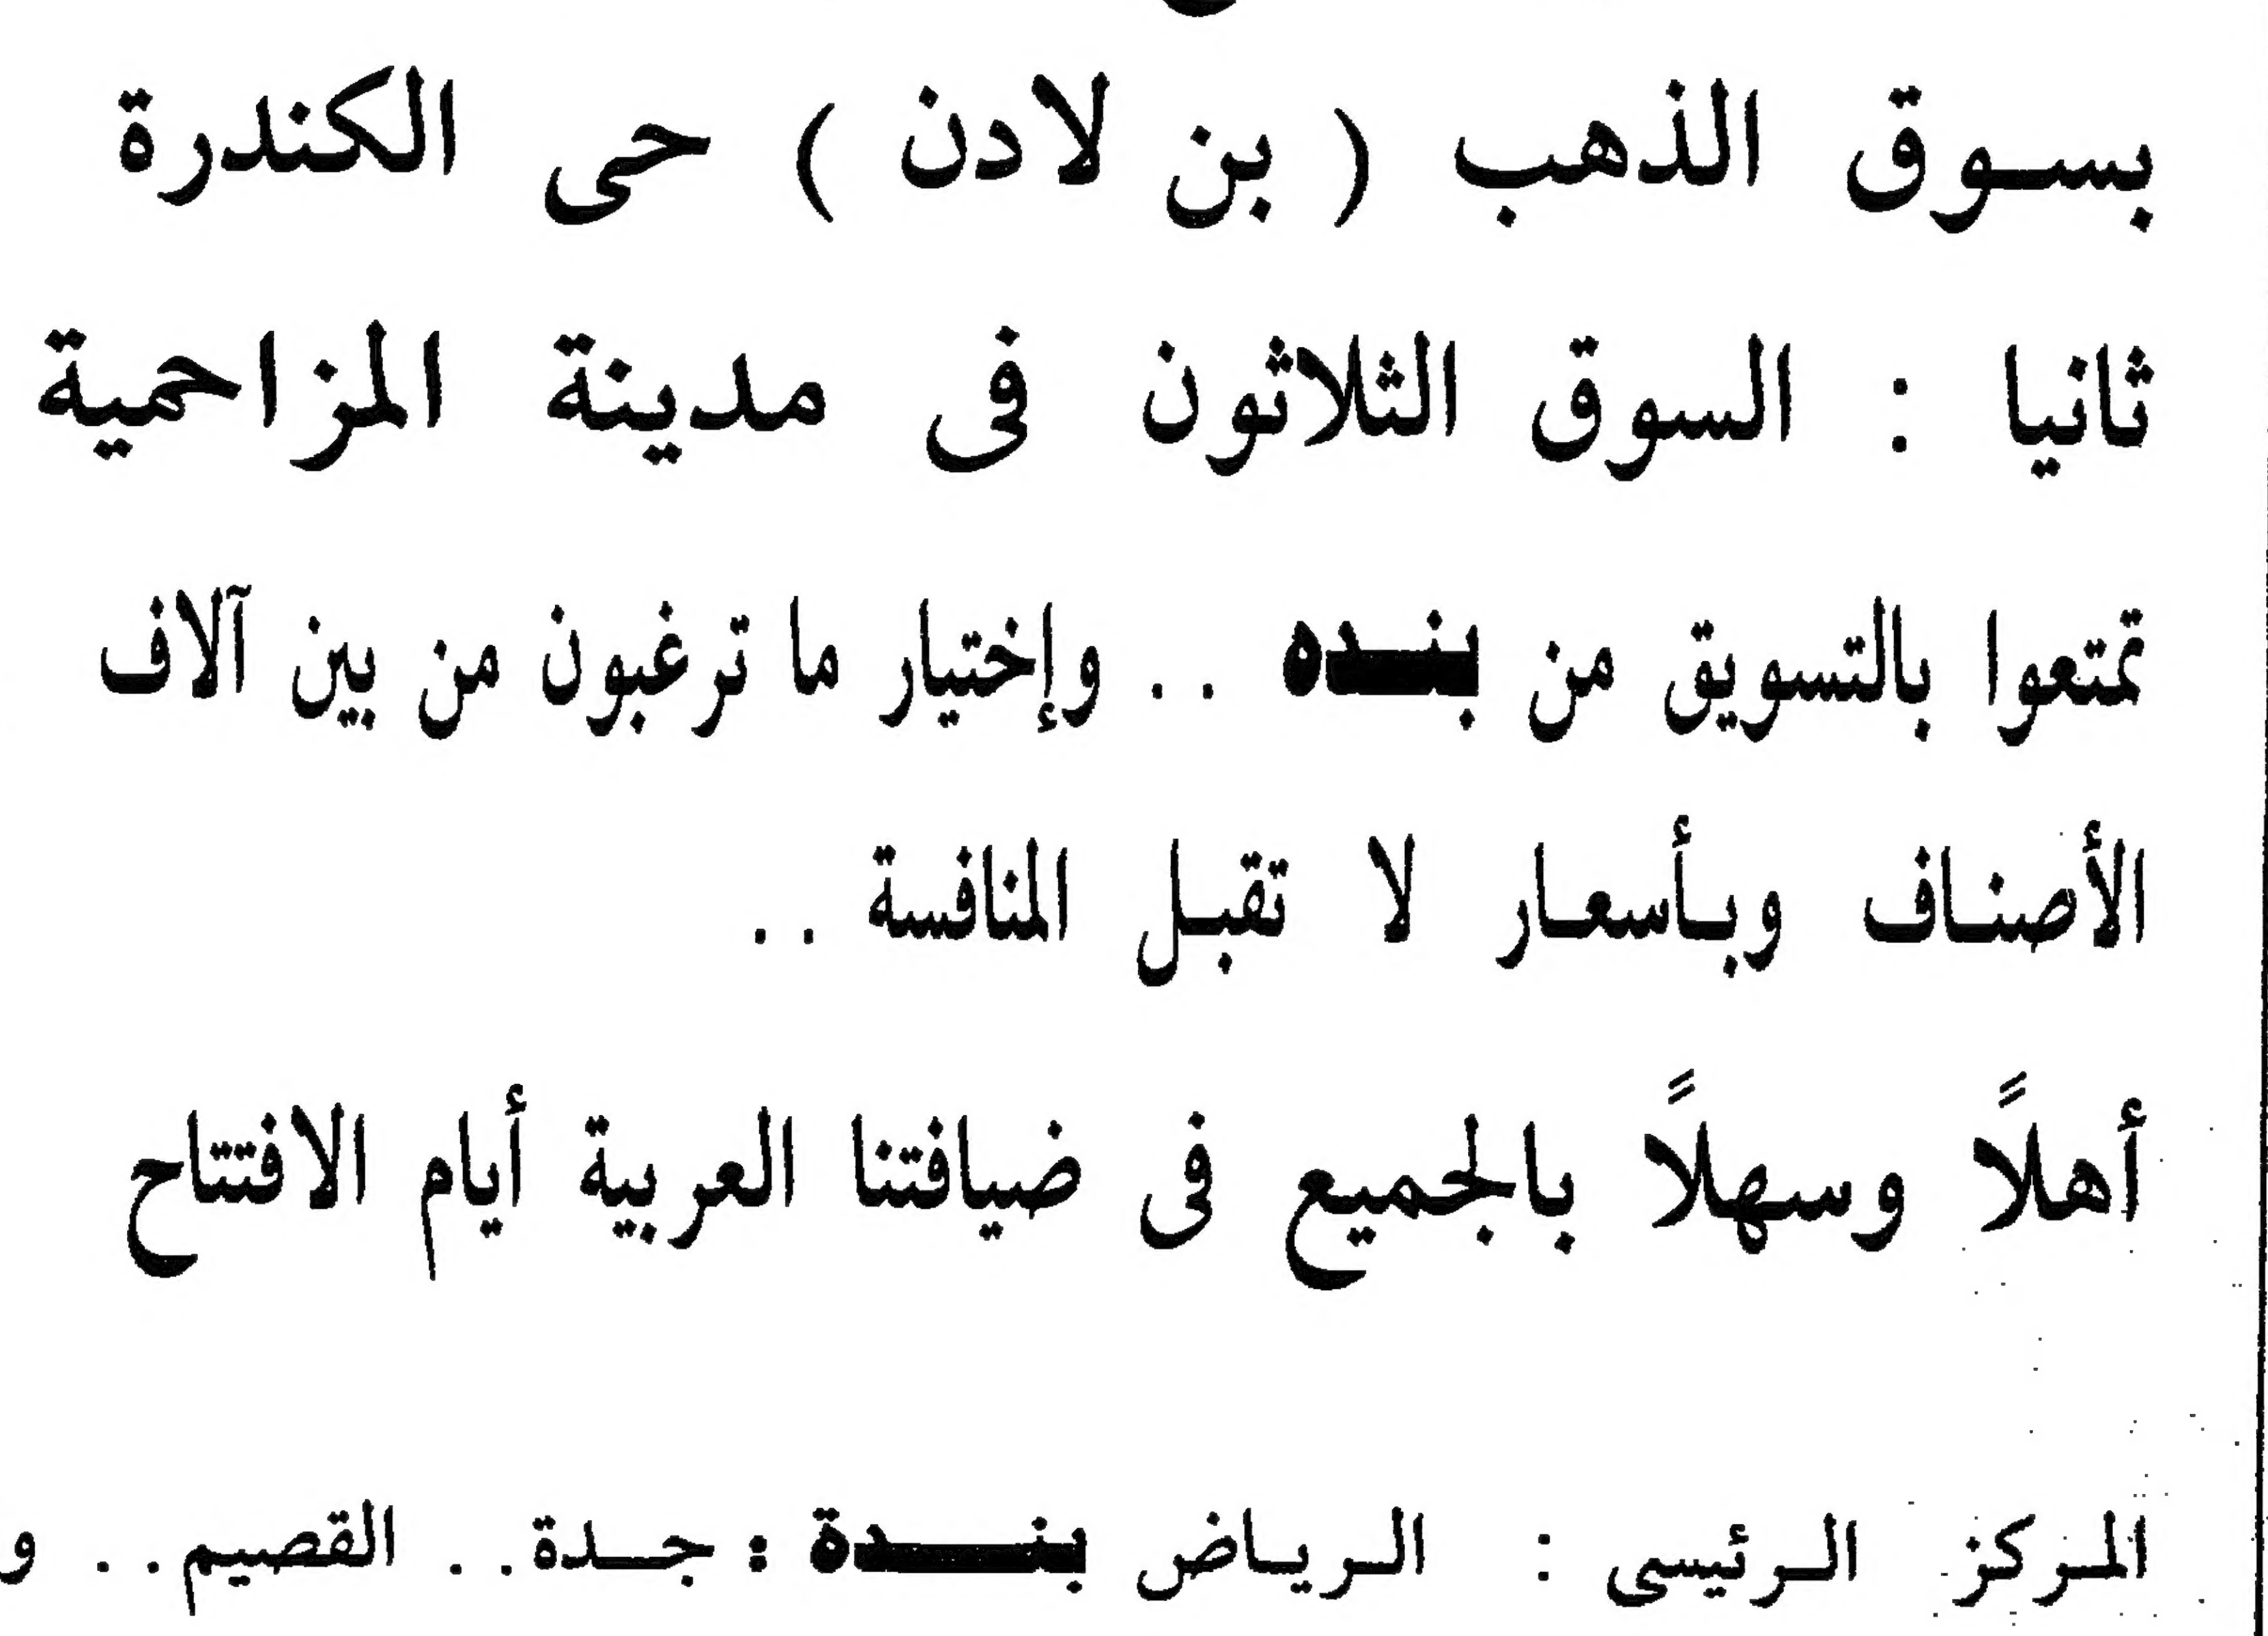 بسوق الذهب ( بن لادن ) حى الكندرة
ثانيا : السوق الثلاثون فى مدينة المزاحمية
تمتعوا بالتسويق من بنده .. وإختيار ما ترغبون من بين آلاف
الأصناف وبأسعار لا تقبل المنافسة ..
أهلاً وسهلاً بالجميع فى ضيافتنا العربية أيام الافتتاح
المركز الرئيسى : الرياض بندة : جدة .. القصيم .. و